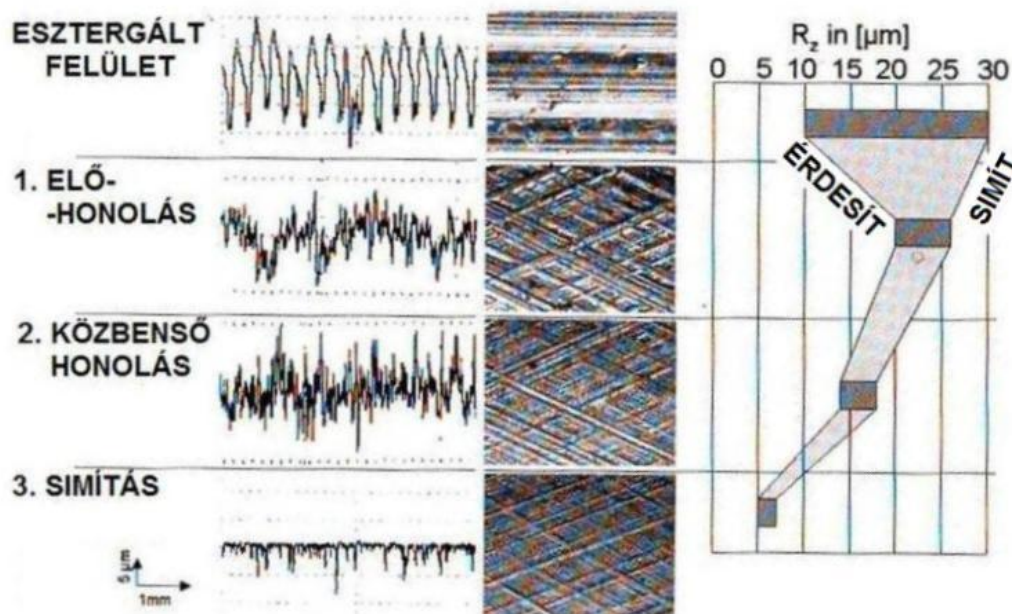 ESZTERGÁLT
FELÜLET
1. ELŐ-
-HONOLÁS
2. KÖZBENSŐ
HONOLÁS
3. SIMÍTÁS
5 µm
1mm
R_z in [µm]
0 5 10 15 20 25 30
ÉRDESÍT
SIMÍT